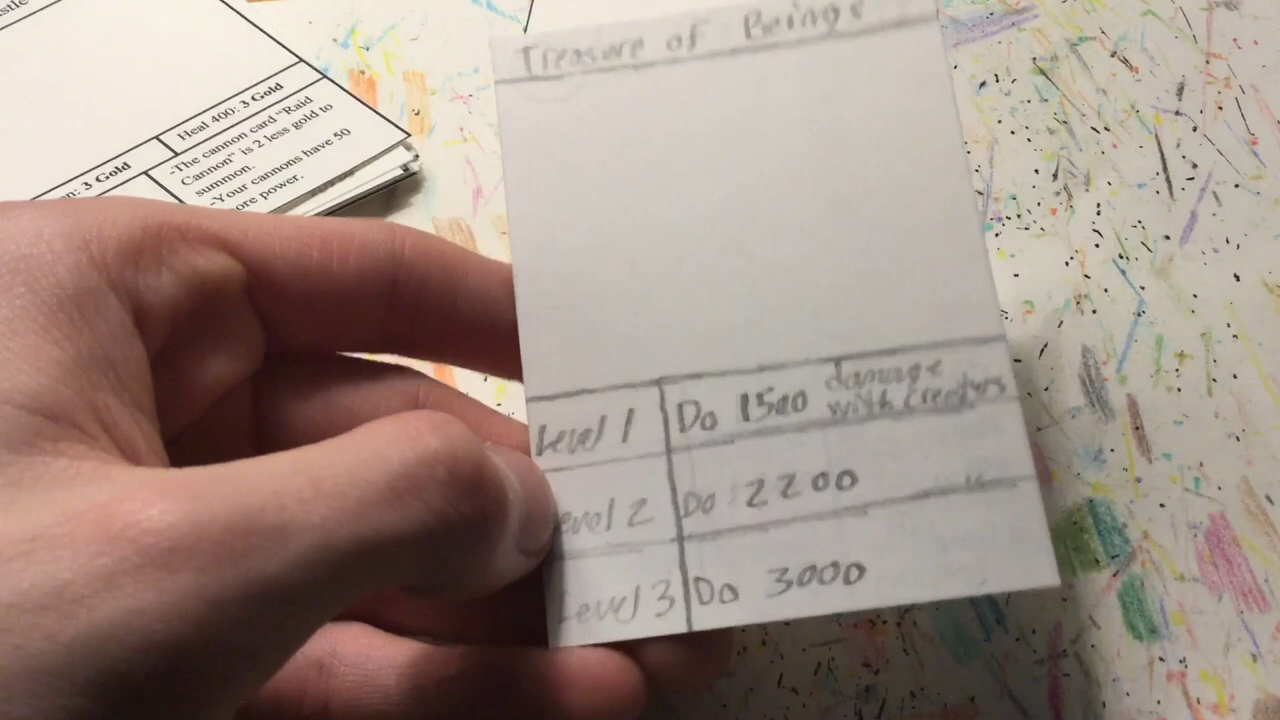 Heal 400: 3 Gold
3 Gold
-The cannon card "Raid
Cannon" is 2 less gold to
summon.
-Your cannons have 50
power.
Treasure of Beings
Level 1
Do 1500 damage
with
Level 2
Do 2200
Level 3
Do 3000